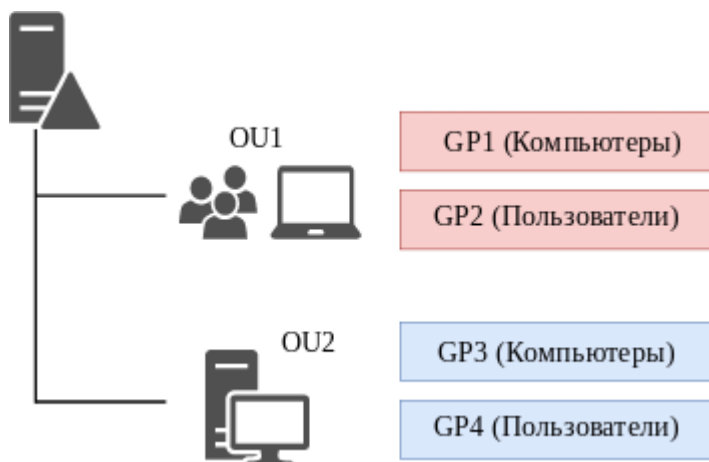 OU1
GP1 (Компьютеры)
GP2 (Пользователи)
OU2
GP3 (Компьютеры)
GP4 (Пользователи)